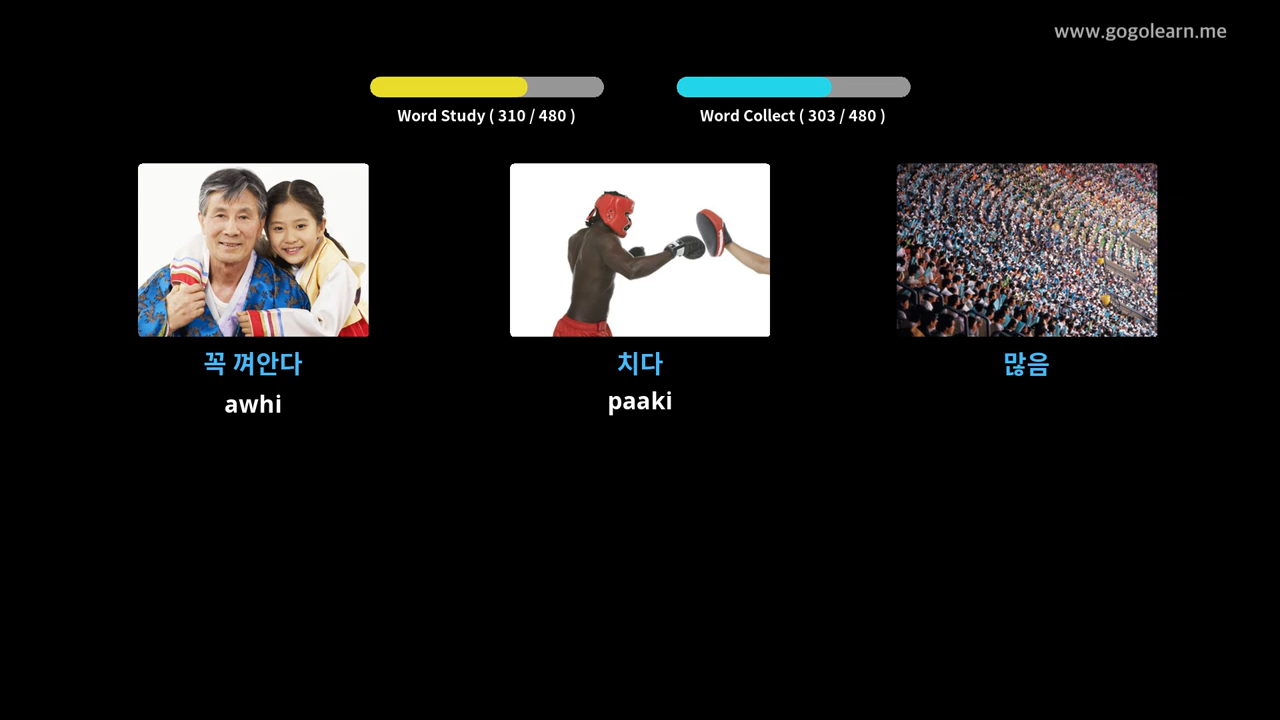 www.gogolearn.me
Word Study ( 310 / 480 )
Word Collect ( 303 / 480 )
꼭 껴안다
awhi
치다
paaki
많음